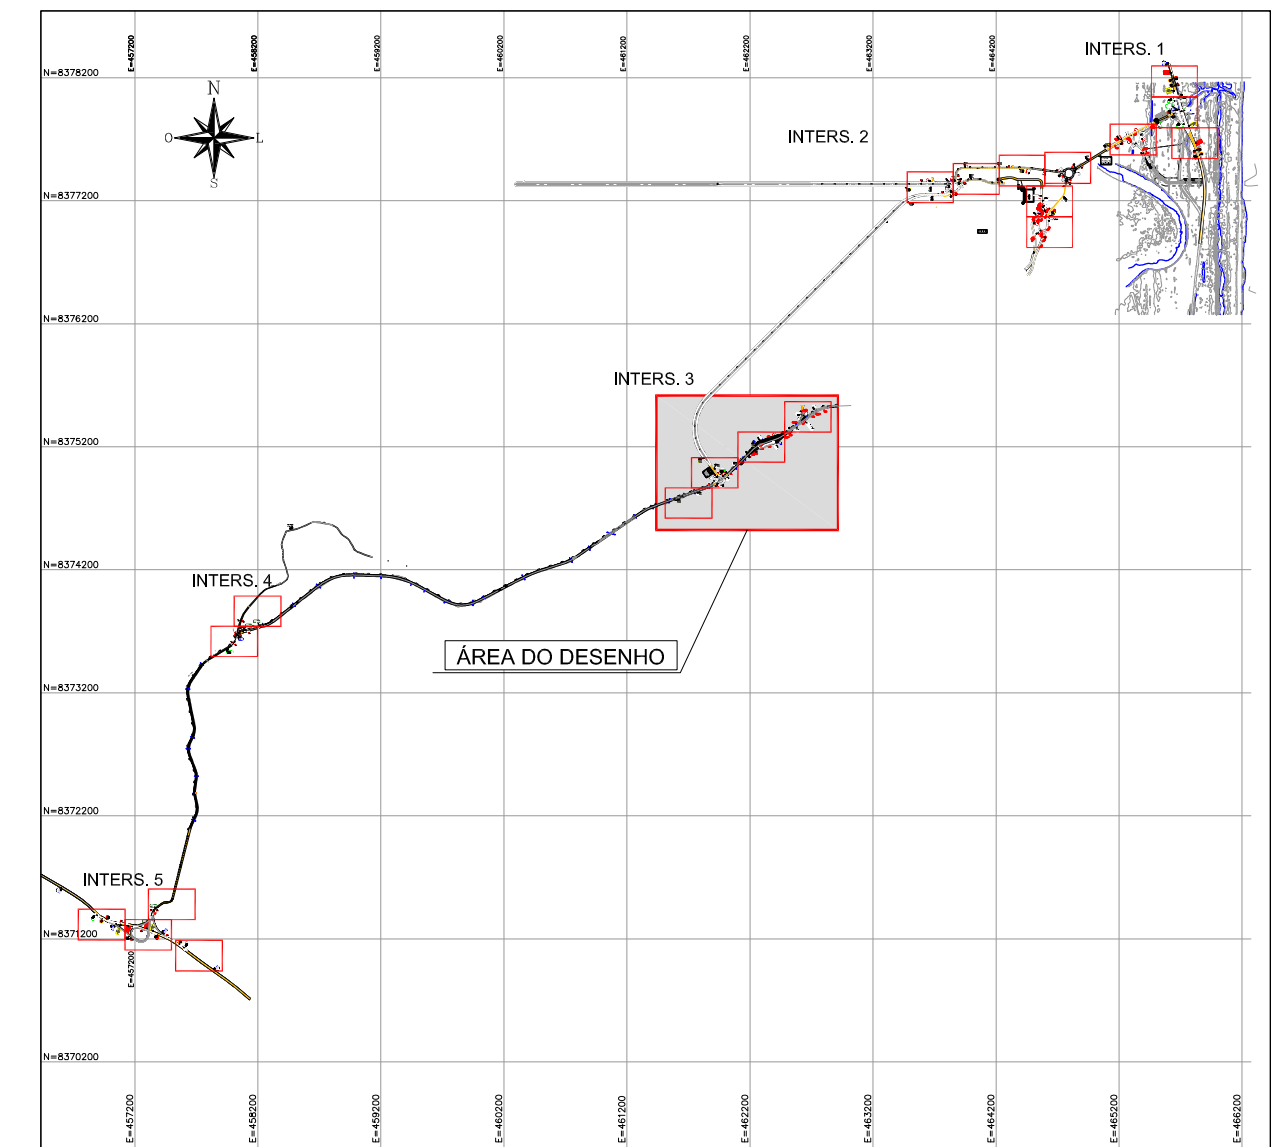 E=457200
E=458200
E=459200
E=460200
E=461200
E=462200
E=463200
E=464200
INTERS. 1
N=8378200
N
O
L
S
INTERS. 2
N=8377200
N=8376200
INTERS. 3
N=8375200
N=8374200
INTERS. 4
ÁREA DO DESENHO
N=8373200
N=8372200
INTERS. 5
N=8371200
E=457200
N=8370200
E=457200
E=458200
E=459200
E=460200
E=461200
E=462200
E=463200
E=464200
E=465200
E=466200